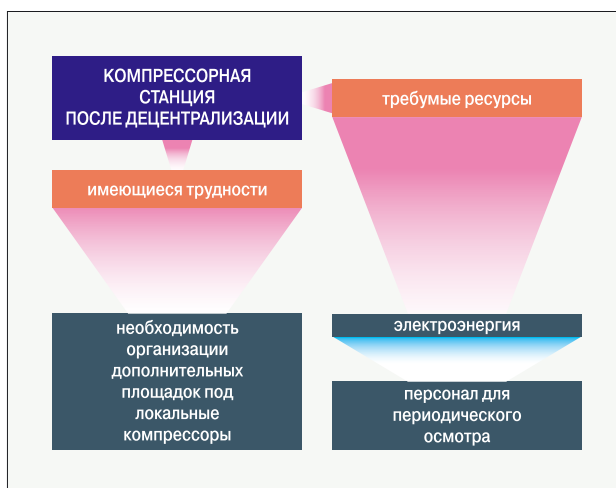 КОМПРЕССОРНАЯ
СТАНЦИЯ
ПОСЛЕ ДЕЦЕНТРАЛИЗАЦИИ
требумые ресурсы
имеющиеся трудности
необходимость
организации
дополнительных
площадок под
локальные
компрессоры
электроэнергия
персонал для
периодического
осмотра